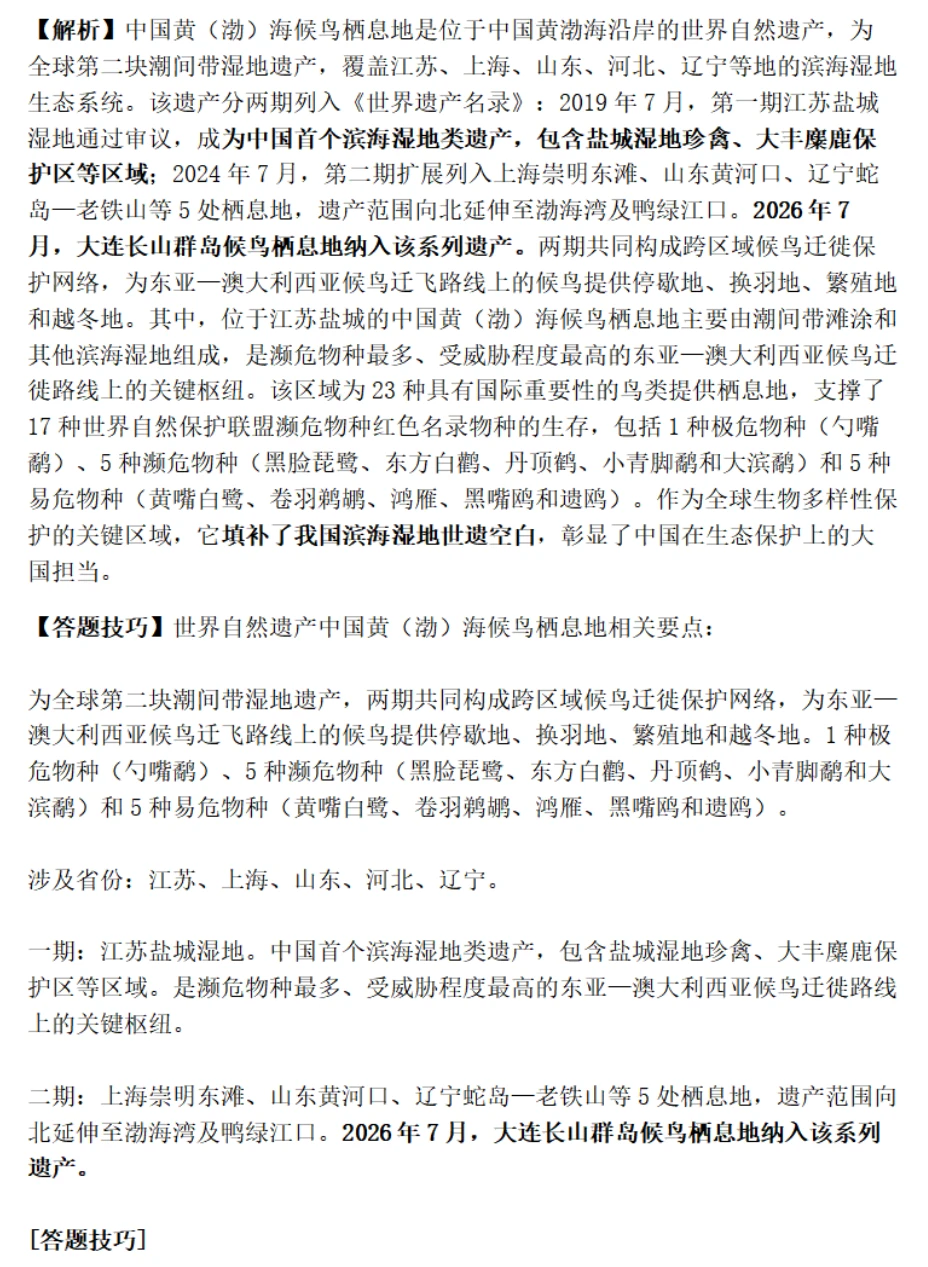 【解析】中国黄（渤）海候鸟栖息地是位于中国黄渤海沿岸的世界自然遗产，为
全球第二块潮间带湿地遗产，覆盖江苏、上海、山东、河北、辽宁等地的滨海湿地
生态系统。该遗产分两期列入《世界遗产名录》：2019 年 7 月，第一期江苏盐城
湿地通过审议，成为中国首个滨海湿地类遗产，包含盐城湿地珍禽、大丰麋鹿保
护区等区域；2024 年 7 月，第二期扩展列入上海崇明东滩、山东黄河口、辽宁蛇
岛—老铁山等 5 处栖息地，遗产范围向北延伸至渤海湾及鸭绿江口。2026 年 7
月，大连长山群岛候鸟栖息地纳入该系列遗产。两期共同构成跨区域候鸟迁徙保
护网络，为东亚—澳大利西亚候鸟迁飞路线上的候鸟提供停歇地、换羽地、繁殖地
和越冬地。其中，位于江苏盐城的中国黄（渤）海候鸟栖息地主要由潮间带滩涂和
其他滨海湿地组成，是濒危物种最多、受威胁程度最高的东亚—澳大利西亚候鸟迁
徙路线上的关键枢纽。该区域为 23 种具有国际重要性的鸟类提供栖息地，支撑了
17 种世界自然保护联盟濒危物种红色名录物种的生存，包括 1 种极危物种（勺嘴
鹬）、5 种濒危物种（黑脸琵鹭、东方白鹳、丹顶鹤、小青脚鹬和大滨鹬）和 5 种
易危物种（黄嘴白鹭、卷羽鹈鹕、鸿雁、黑嘴鸥和遗鸥）。作为全球生物多样性保
护的关键区域，它填补了我国滨海湿地世遗空白，彰显了中国在生态保护上的大
国担当。
【答题技巧】世界自然遗产中国黄（渤）海候鸟栖息地相关要点：
为全球第二块潮间带湿地遗产，两期共同构成跨区域候鸟迁徙保护网络，为东亚—
澳大利西亚候鸟迁飞路线上的候鸟提供停歇地、换羽地、繁殖地和越冬地。1 种极
危物种（勺嘴鹬）、5 种濒危物种（黑脸琵鹭、东方白鹳、丹顶鹤、小青脚鹬和大
滨鹬）和 5 种易危物种（黄嘴白鹭、卷羽鹈鹕、鸿雁、黑嘴鸥和遗鸥）。
涉及省份：江苏、上海、山东、河北、辽宁。
一期：江苏盐城湿地。中国首个滨海湿地类遗产，包含盐城湿地珍禽、大丰麋鹿保
护区等区域。是濒危物种最多、受威胁程度最高的东亚—澳大利西亚候鸟迁徙路线
上的关键枢纽。
二期：上海崇明东滩、山东黄河口、辽宁蛇岛—老铁山等 5 处栖息地，遗产范围向
北延伸至渤海湾及鸭绿江口。2026 年 7 月，大连长山群岛候鸟栖息地纳入该系列
遗产。
[答题技巧]